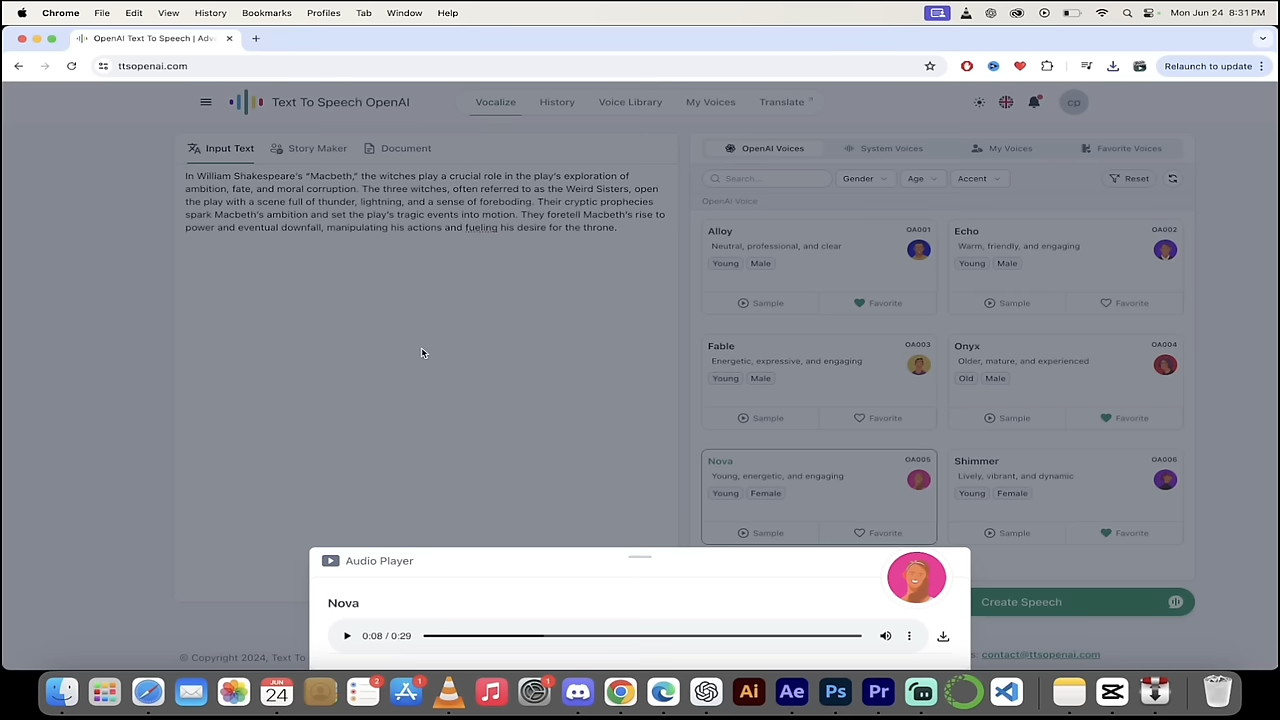 Chrome File Edit View History Bookmarks Profiles Tab Window Help Mon Jun 24 8:31 PM
OpenAI Text To Speech | Adva
ttsopenai.com Relaunch to update
Text To Speech OpenAI Vocalize History Voice Library My Voices Translate cp
Input Text Story Maker Document
OpenAI Voices System Voices My Voices Favorite Voices
In William Shakespeare's "Macbeth," the witches play a crucial role in the play's exploration of
ambition, fate, and moral corruption. The three witches, often referred to as the Weird Sisters, open
the play with a scene full of thunder, lightning, and a sense of foreboding. Their cryptic prophecies
spark Macbeth's ambition and set the play's tragic events into motion. They foretell Macbeth's rise to
power and eventual downfall, manipulating his actions and fueling his desire for the throne.
Search... Gender Age Accent Reset
OpenAI Voice
Alloy OA001
Neutral, professional, and clear
Young Male
Sample Favorite
Echo OA002
Warm, friendly, and engaging
Young Male
Sample Favorite
Fable OA003
Energetic, expressive, and engaging
Young Male
Sample Favorite
Onyx OA004
Older, mature, and experienced
Old Male
Sample Favorite
Nova OA005
Young, energetic, and engaging
Young Female
Sample Favorite
Shimmer OA006
Lively, vibrant, and dynamic
Young Female
Sample Favorite
Audio Player
Nova
0:08 / 0:29
Create Speech
© Copyright 2024, Text To
contact@ttsopenai.com
JUN
24
2
1
1
Ai Ae Ps Pr